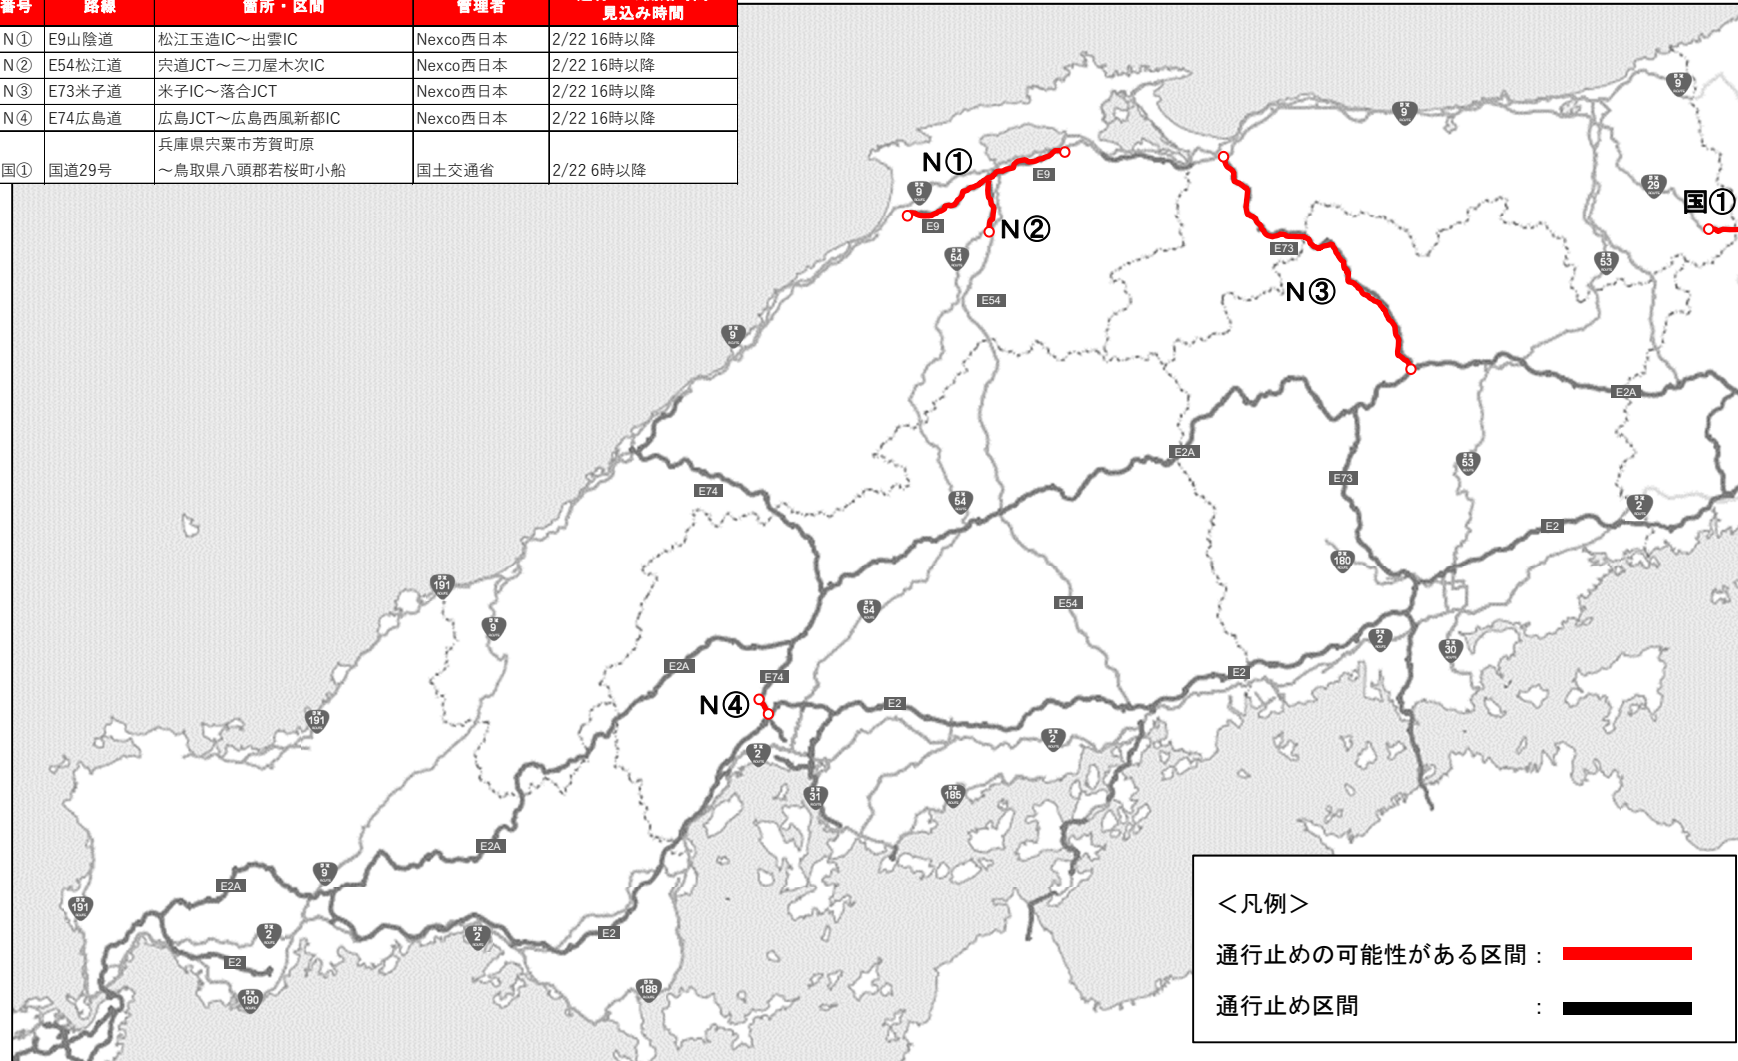 番号 路線 箇所・区間 管理者 見込み時間
N① E9山陰道 松江玉造IC～出雲IC Nexco西日本 2/22 16時以降
N② E54松江道 宍道JCT～三刀屋木次IC Nexco西日本 2/22 16時以降
N③ E73米子道 米子IC～落合JCT Nexco西日本 2/22 16時以降
N④ E74広島道 広島JCT～広島西風新都IC Nexco西日本 2/22 16時以降
国① 国道29号 兵庫県宍粟市芳賀町原
～鳥取県八頭郡若桜町小船 国土交通省 2/22 6時以降
9
9
N①
E9
29
9
国①
E9
N②
E73
54
53
N③
E54
9
E2A
E2A
53
E74
E73
54
2
E2
180
191
E54
54
9
2
30
E2A
E74
E2
N④
E2
191
2
2
31
185
E2A
9
E2A
191
2
2
E2
E2
190
188
＜凡例＞
通行止めの可能性がある区間：
通行止め区間 ：